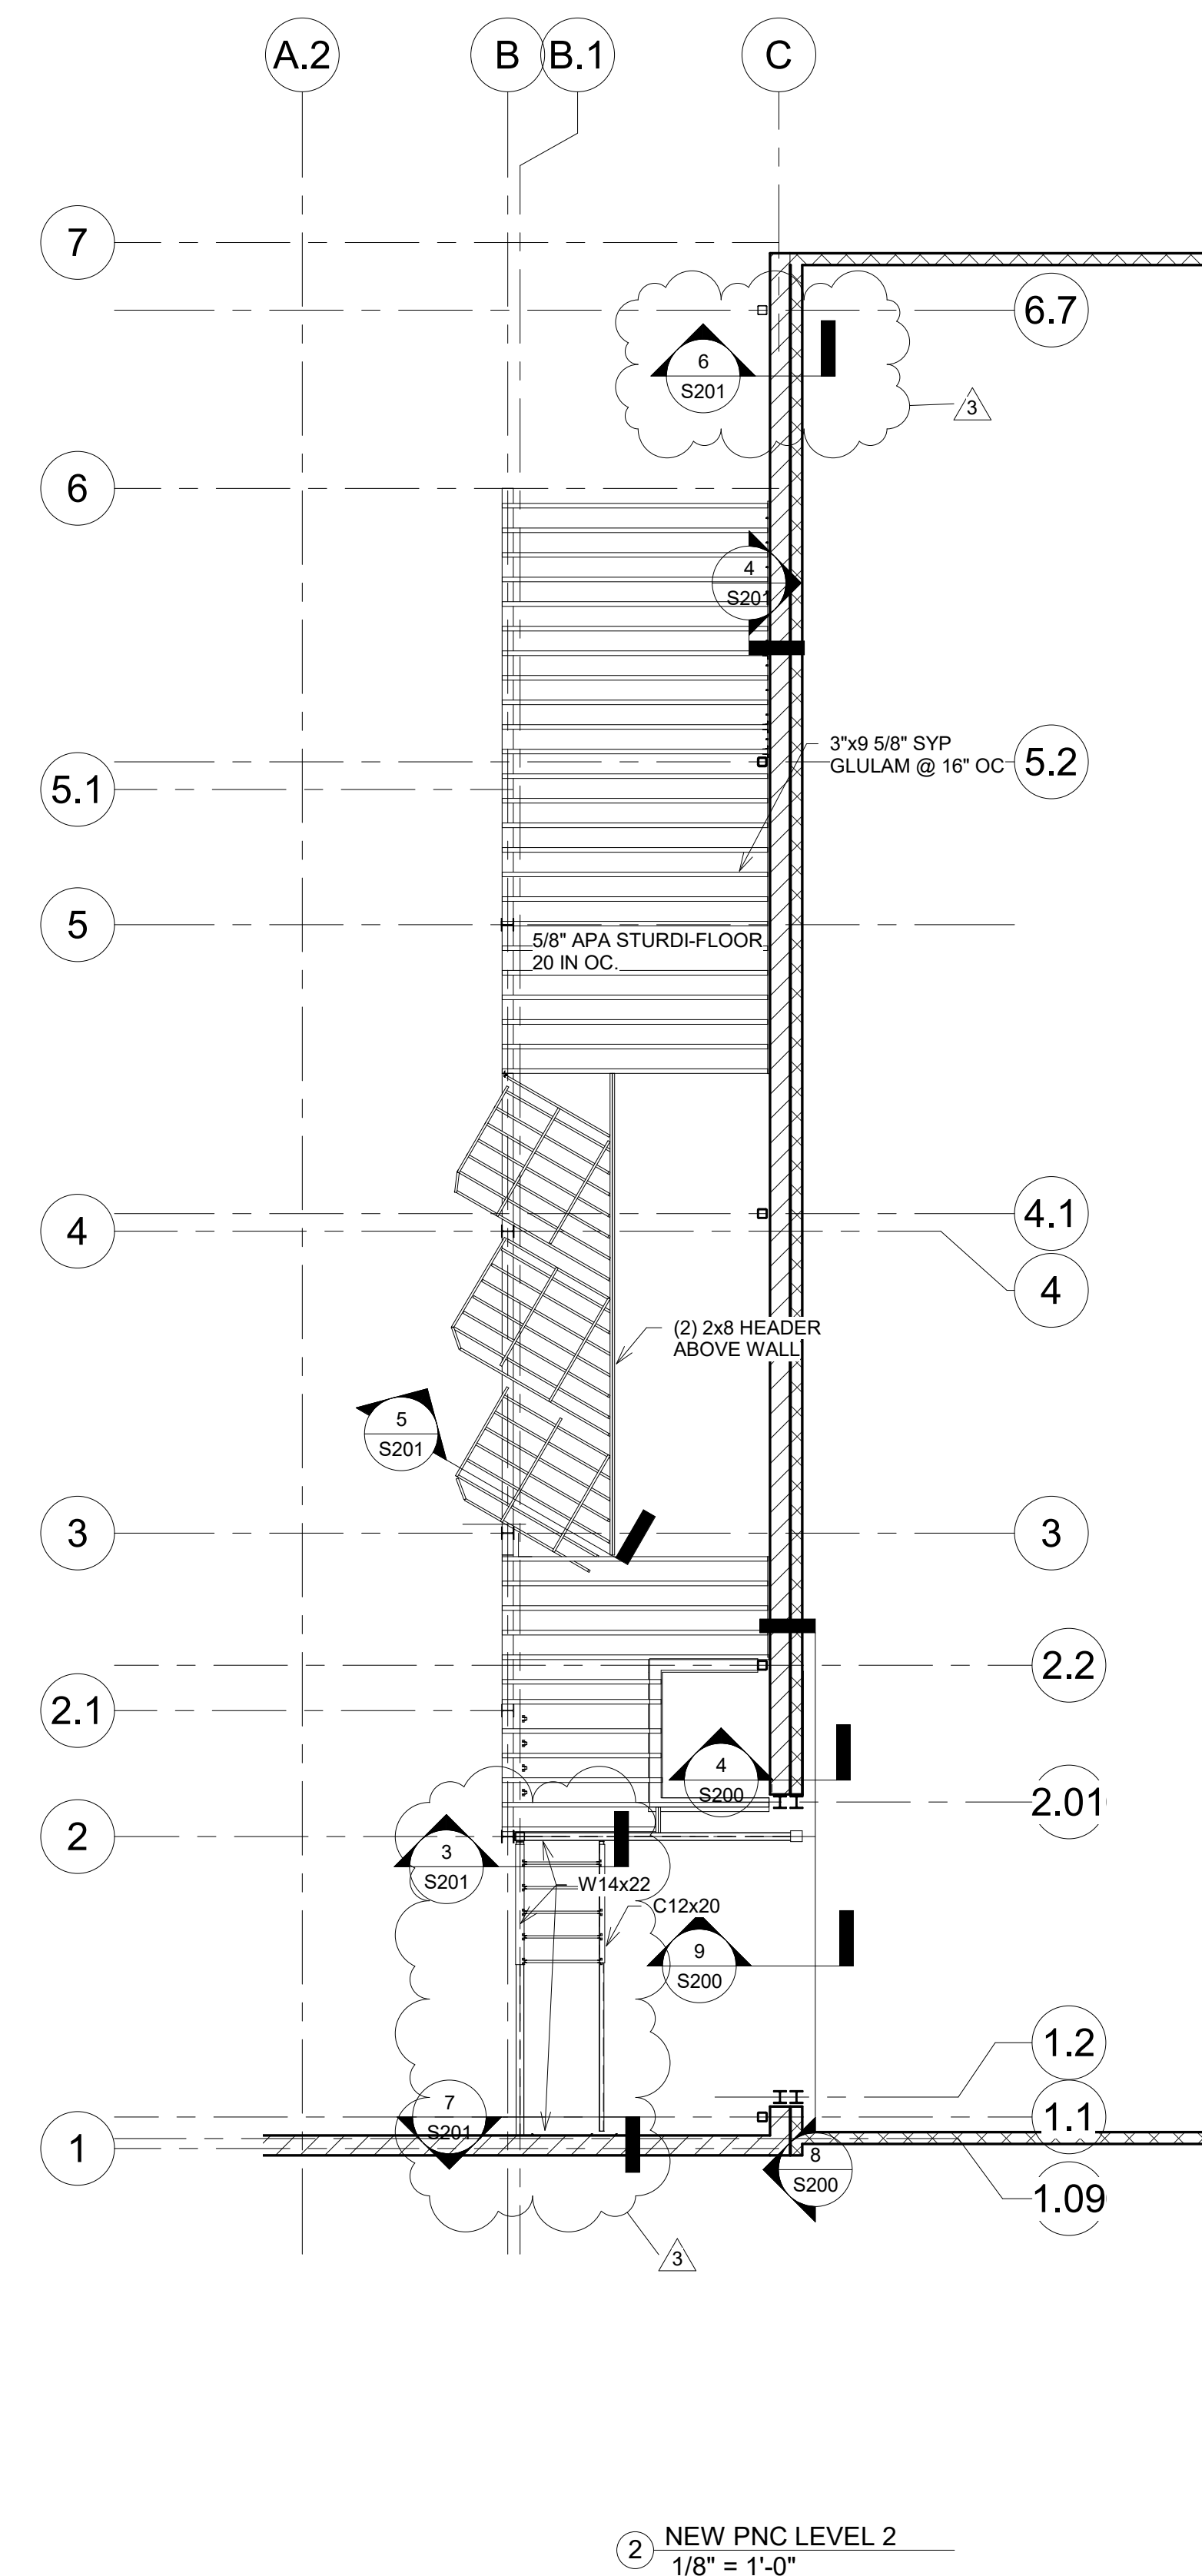 A.2
B
B.1
C
7
6.7
6
S201
3
6
4
S201
3"x9 5/8" SYP
GLULAM @ 16" OC
5.2
5.1
5
5/8" APA STURDI-FLOOR
20 IN OC.
4
4.1
4
(2) 2x8 HEADER
ABOVE WALL
5
S201
3
3
2.2
2.1
4
S200
2.01
2
3
S201
W14x22
C12x20
9
S200
1.2
7
S201
1.1
1
8
S200
1.09
3
2
NEW PNC LEVEL 2
1/8" = 1'-0"